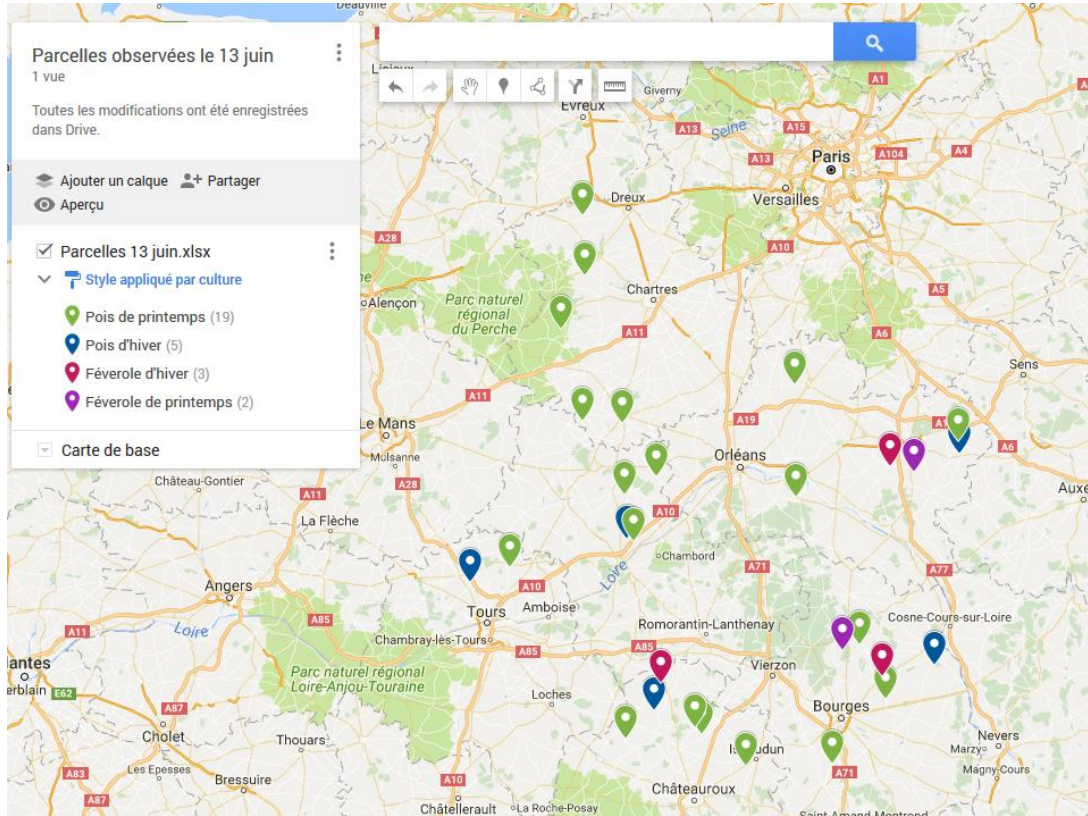 Parcelles observées le 13 juin
1 vue
Toutes les modifications ont été enregistrées
dans Drive.
Ajouter un calque
Partager
Aperçu
Parcelles 13 juin.xlsx
Style appliqué par culture
Pois de printemps (19)
Pois d'hiver (5)
Féverole d'hiver (3)
Féverole de printemps (2)
Carte de base
Deauville
Evreux
Giverny
A1
A13
Seine
A15
Paris
A104
A4
A13
Versailles
Dreux
A28
A10
Chartres
A5
Alençon
Parc naturel
régional
du Perche
A11
A6
Sens
A11
A19
Le Mans
Mulsanne
A6
Orléans
Château-Gontier
A28
A11
A10
La Flèche
Chambord
Loire
A71
A77
Angers
A10
Tours
Amboise
Romorantin-Lanthenay
Cosne-Cours-sur-Loire
A11
Loire
A85
Chambray-lès-Tours
A85
A85
Vierzon
Parc naturel régional
Loire-Anjou-Touraine
E62
A87
Loches
Bourges
Cholet
Thouars
Nevers
Marzy
Magny-Cours
A83
Les Epesses
Bressuire
A10
A71
A87
Châteauroux
Châtellerault
La Roche-Posay
Saint-Amand-Montrond